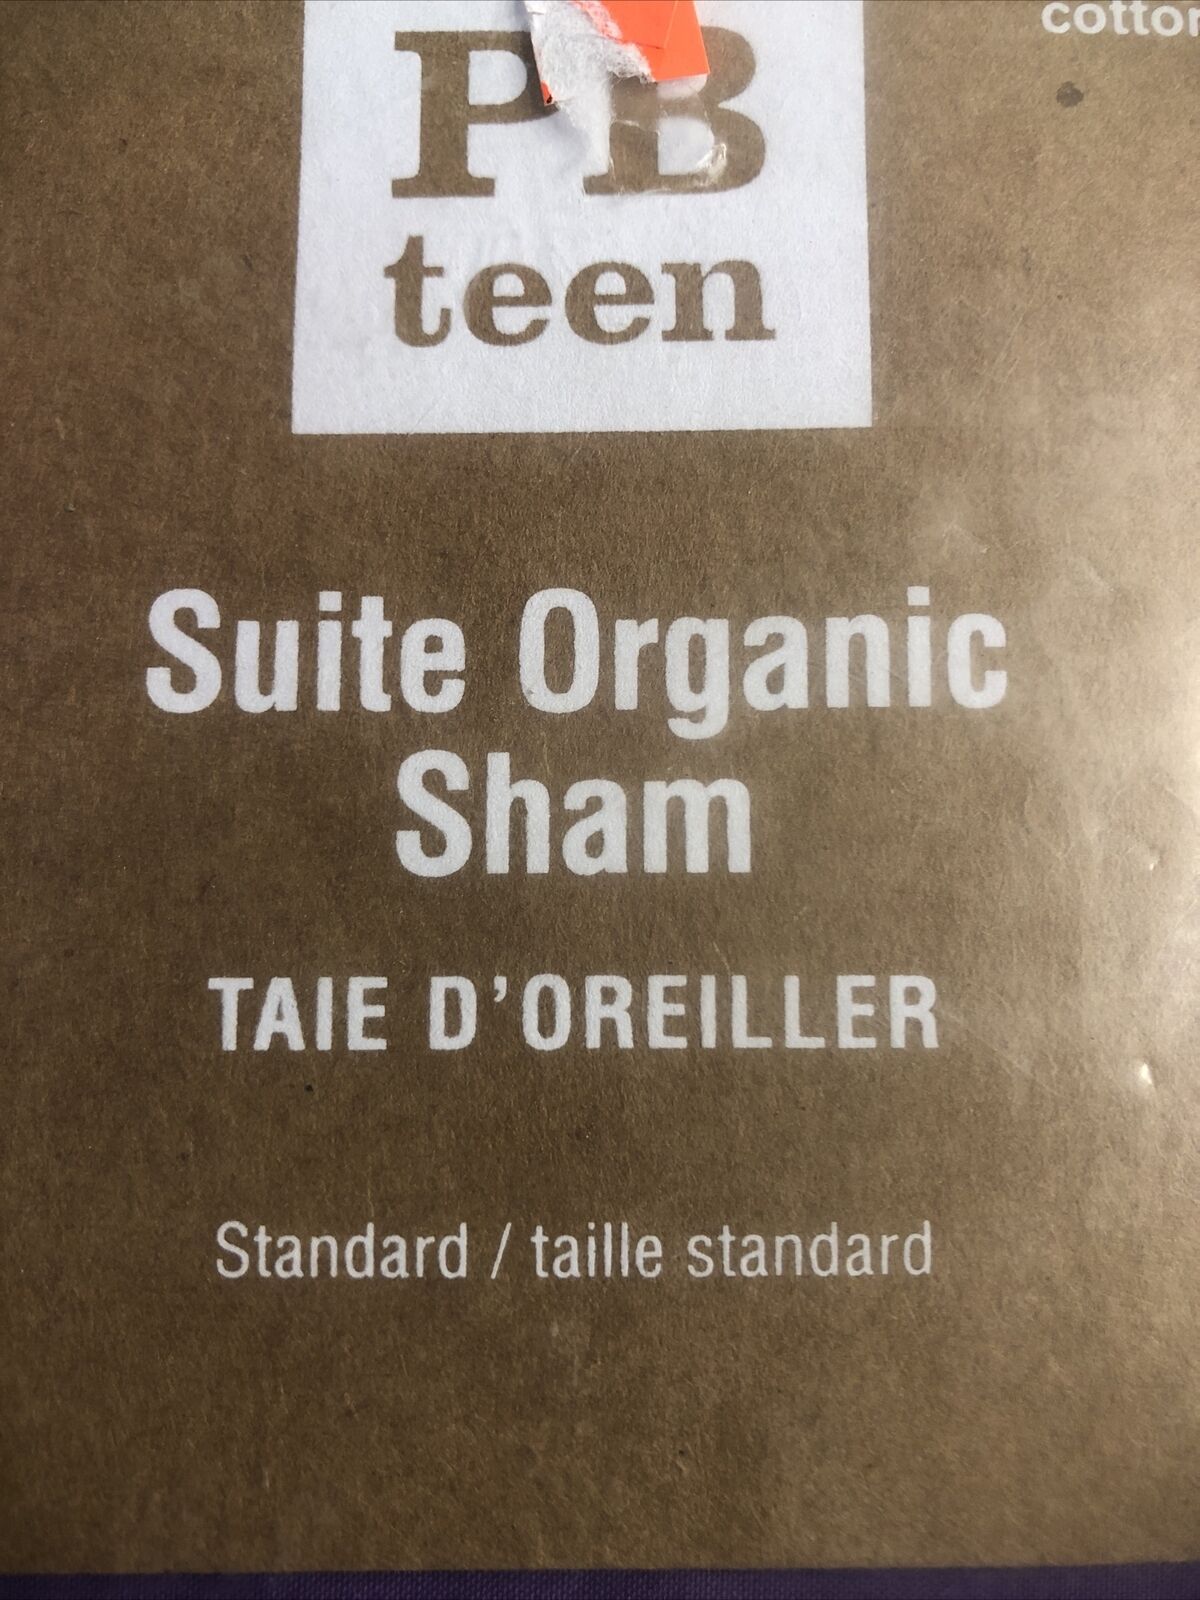 cotton
PB
teen
Suite Organic
Sham
TAIE D'OREILLER
Standard / taille standard